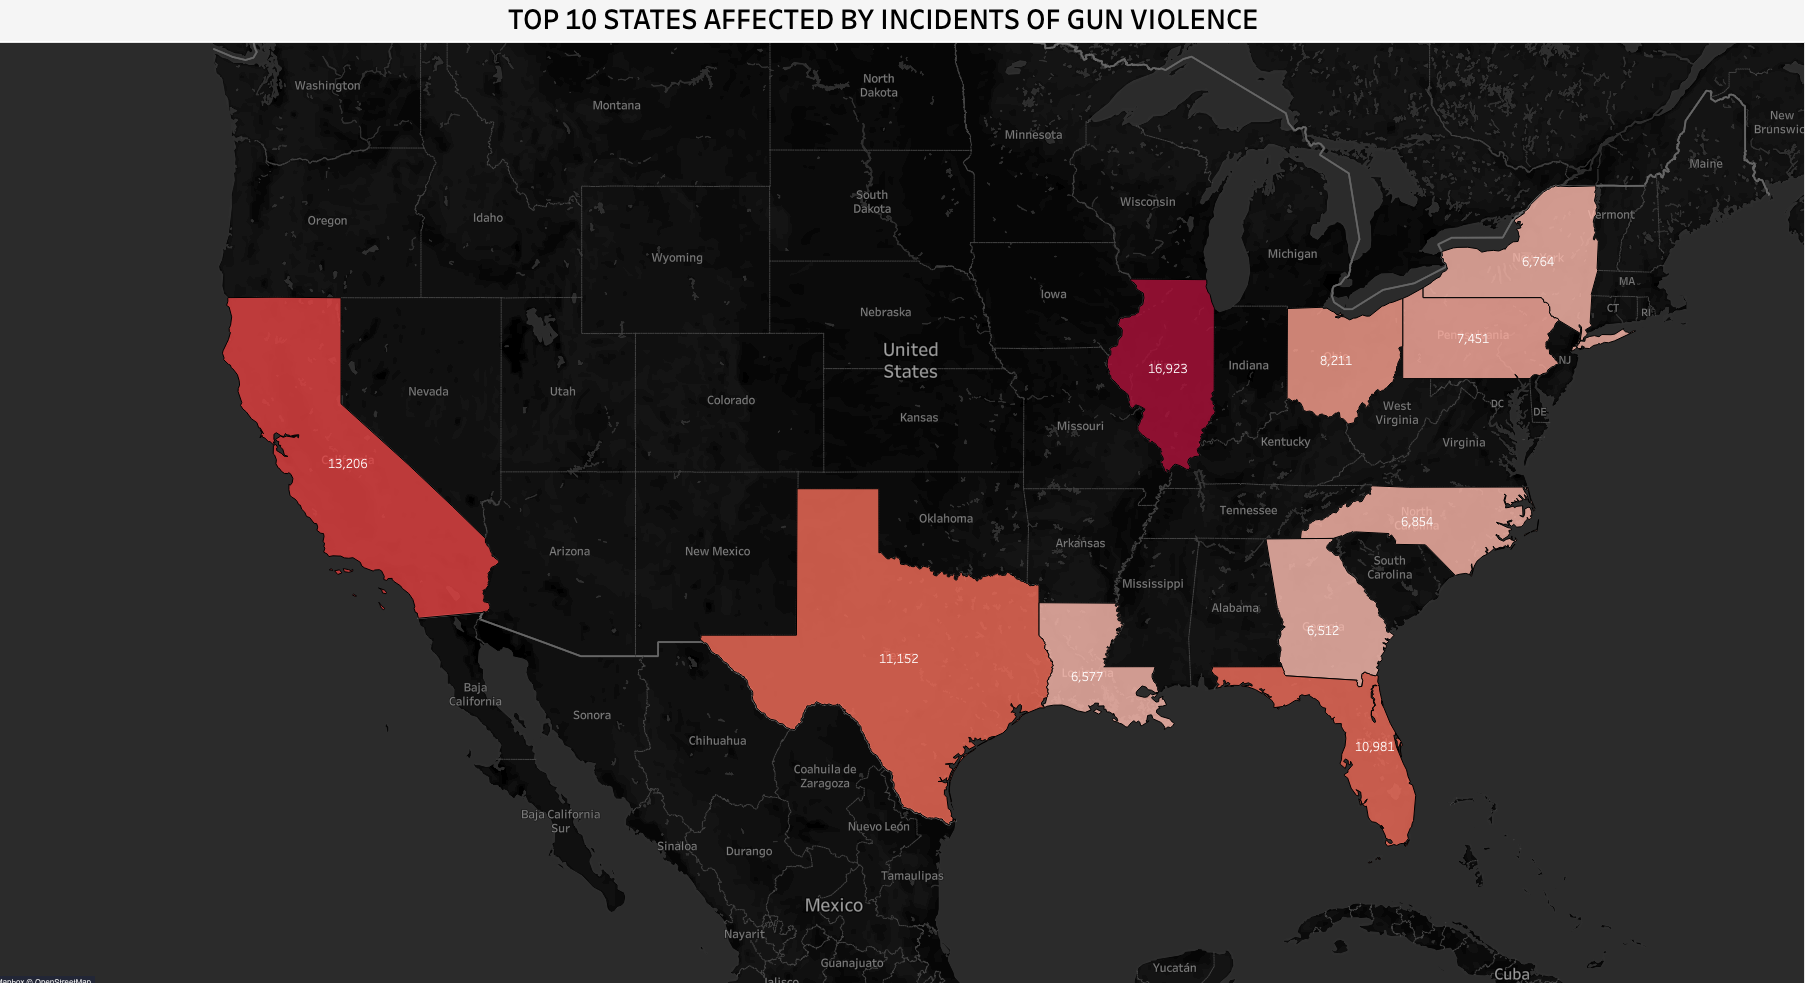 TOP 10 STATES AFFECTED BY INCIDENTS OF GUN VIOLENCE
Washington
Montana
North
Dakota
Minnesota
New
Maine
Oregon
Idaho
South
Dakota
Wisconsin
Vermont
Wyoming
Michigan
6,764
MA
Iowa
Nebraska
CT
RI
United
States
Pennsylvania
7,451
8,211
NJ
16,923
Indiana
Nevada
Utah
Colorado
Kansas
West
Virginia
DC
DE
Missouri
Kentucky
Virginia
13,206
Oklahoma
Tennessee
North
6,854
Arizona
New Mexico
Arkansas
South
Carolina
Mississippi
Alabama
6,512
11,152
6,577
Baja
California
Sonora
Chihuahua
10,981
Coahuila de
Zaragoza
Baja California
Sur
Nuevo León
Sinaloa
Durango
Tamaulipas
Mexico
Nayarit
Guanajuato
Yucatán
Cuba
© OpenStreetMap